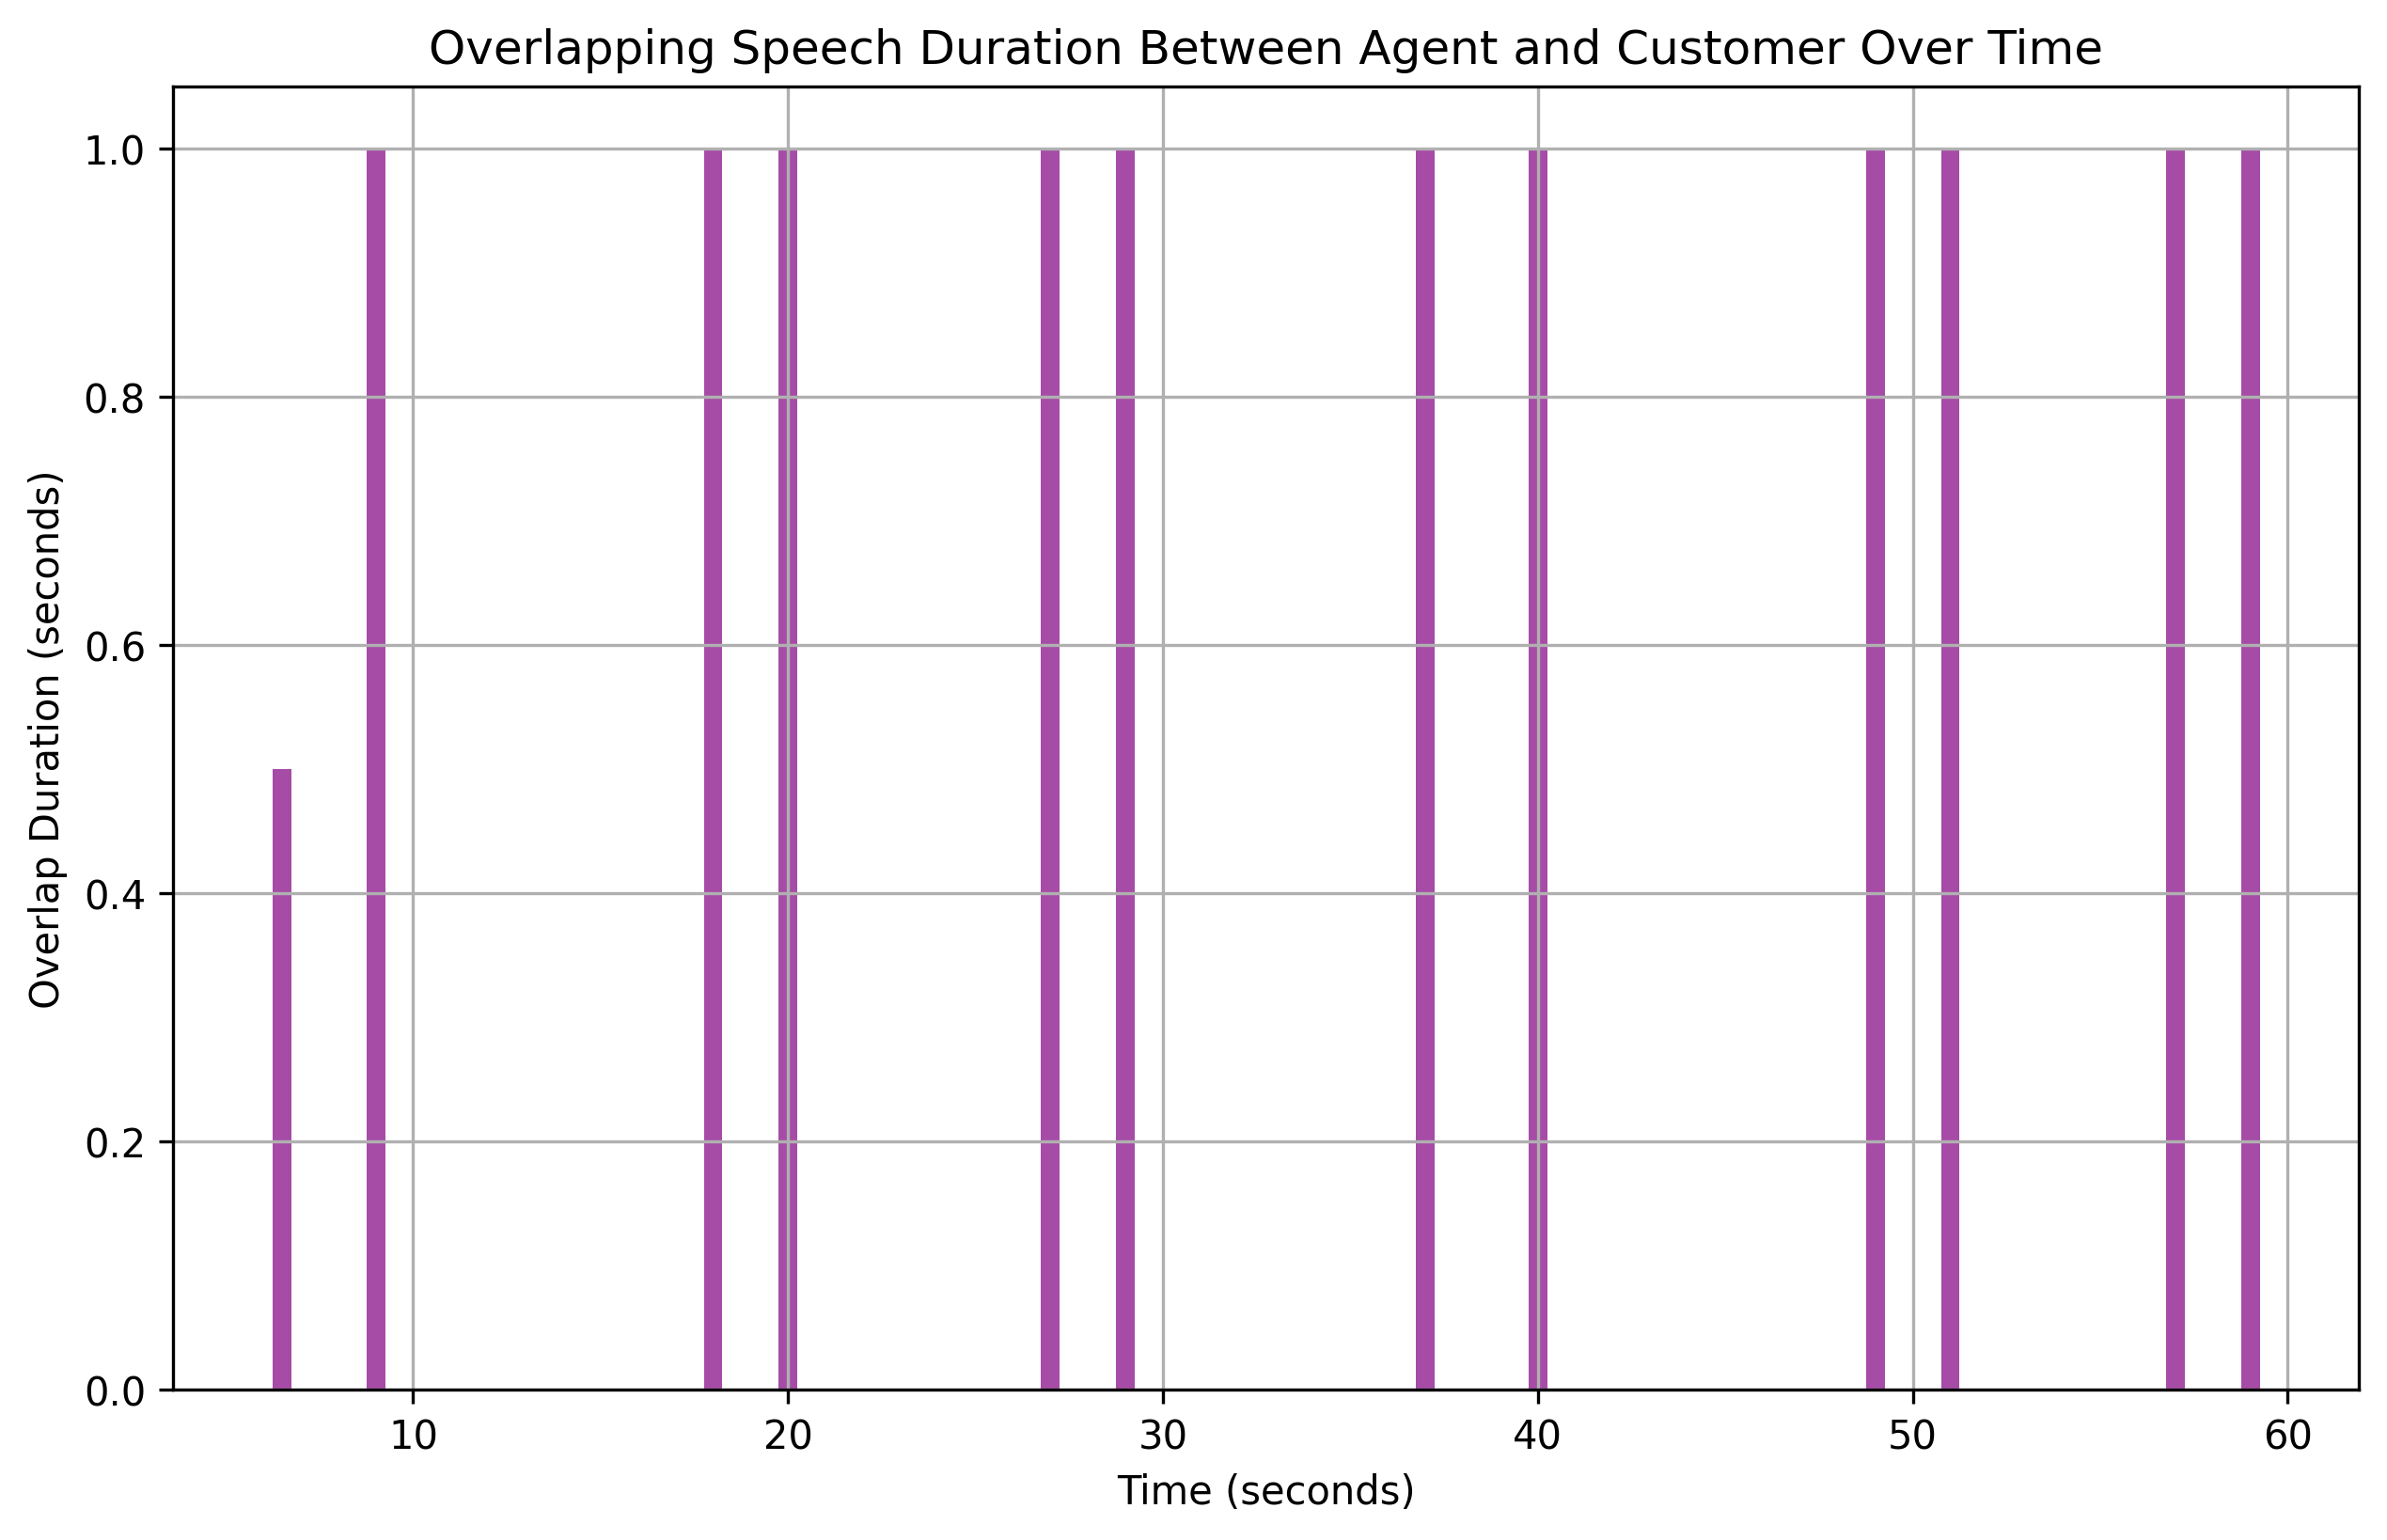 Overlapping Speech Duration Between Agent and Customer Over Time
Overlap Duration (seconds)
1.0
0.8
0.6
0.4
0.2
0.0
10 20 30 40 50 60
Time (seconds)